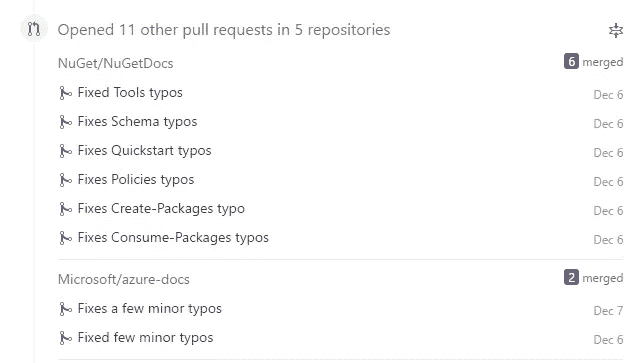 Opened 11 other pull requests in 5 repositories
NuGet/NuGetDocs 6 merged
Fixed Tools typos Dec 6
Fixes Schema typos Dec 6
Fixes Quickstart typos Dec 6
Fixes Policies typos Dec 6
Fixes Create-Packages typo Dec 6
Fixes Consume-Packages typos Dec 6
Microsoft/azure-docs 2 merged
Fixes a few minor typos Dec 7
Fixed few minor typos Dec 6